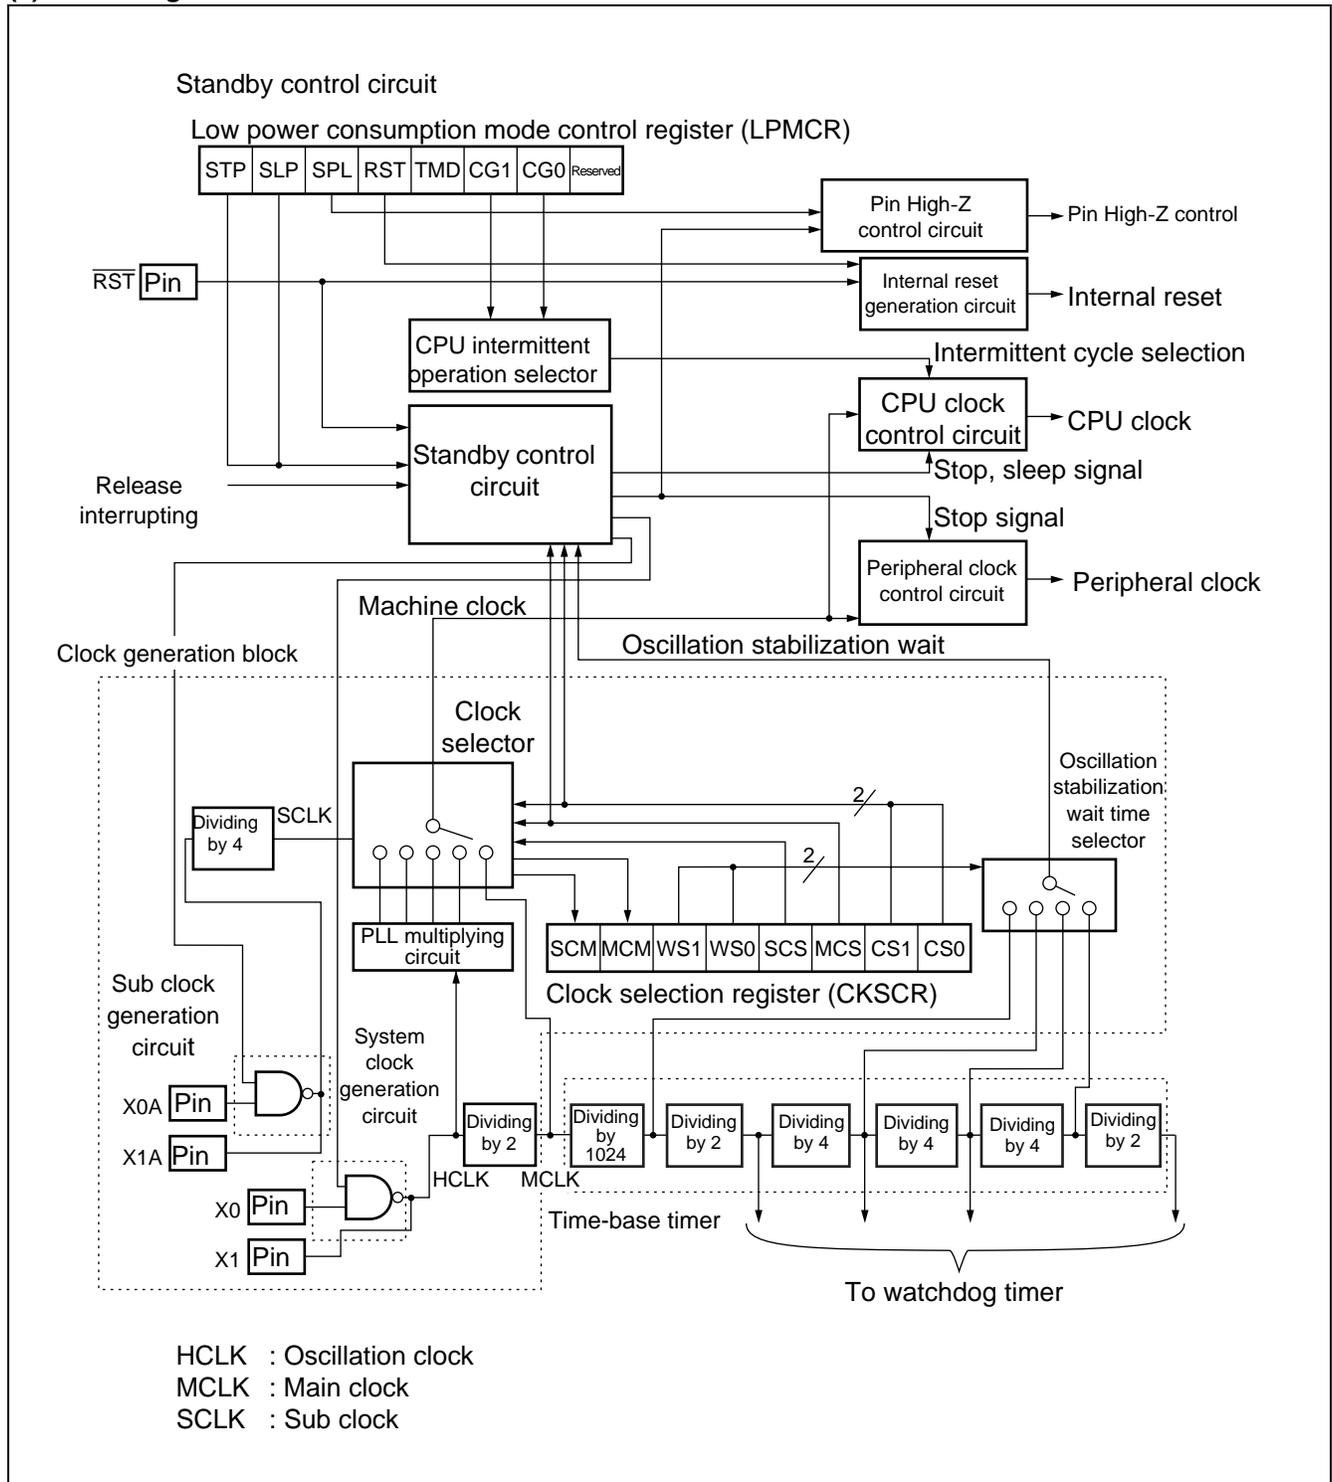 Standby control circuit
Low power consumption mode control register (LPMCR)
STP SLP SPL RST TMD CG1 CG0 Reserved
Pin High-Z
control circuit
Pin High-Z control
RST Pin
Internal reset
generation circuit
Internal reset
CPU intermittent
operation selector
Intermittent cycle selection
CPU clock
control circuit
CPU clock
Standby control
circuit
Stop, sleep signal
Release
interrupting
Stop signal
Peripheral clock
control circuit
Peripheral clock
Machine clock
Oscillation stabilization wait
Clock generation block
Clock
selector
Oscillation
stabilization
wait time
selector
Dividing
by 4
SCLK
2
2
PLL multiplying
circuit
SCM MCM WS1 WS0 SCS MCS CS1 CS0
Clock selection register (CKSCR)
Sub clock
generation
circuit
System
clock
generation
circuit
X0A Pin
X1A Pin
X0 Pin
X1 Pin
HCLK
Dividing
by 2
MCLK
Dividing
by
1024
Dividing
by 2
Dividing
by 4
Dividing
by 4
Dividing
by 4
Dividing
by 2
Time-base timer
To watchdog timer
HCLK : Oscillation clock
MCLK : Main clock
SCLK : Sub clock